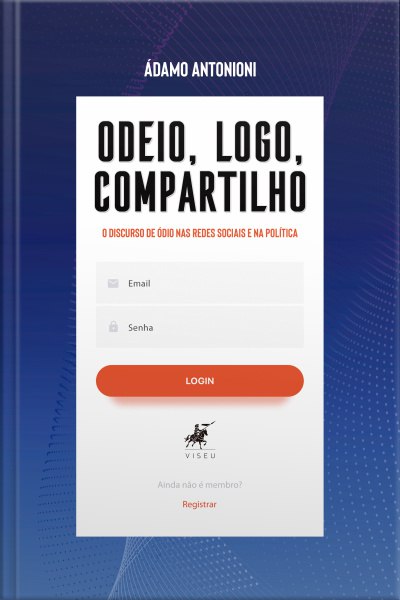 ÁDAMO ANTONIONI
ODEIO, LOGO,
COMPARTILHO
O DISCURSO DE ÓDIO NAS REDES SOCIAIS E NA POLÍTICA
Email
Senha
LOGIN
VISEU
Ainda não é membro?
Registrar